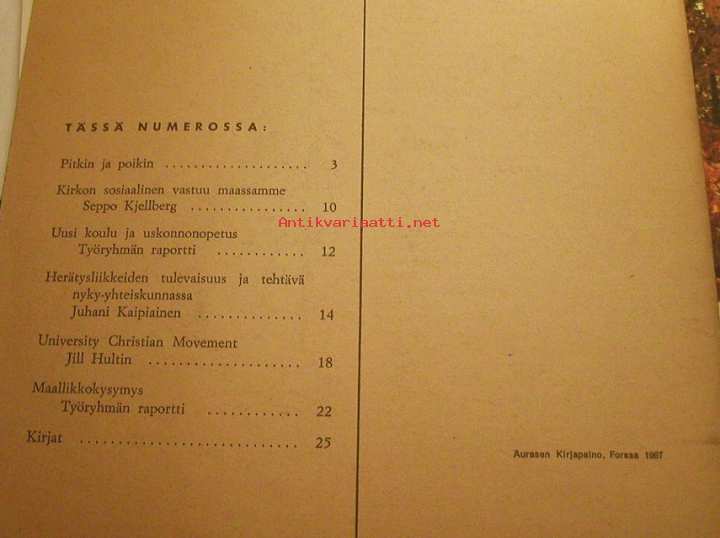 TÄSSÄ NUMEROSSA:
Pitkin ja poikin .................... 3
Kirkon sosiaalinen vastuu maassamme
Seppo Kjellberg ................ 10
Antikvariaatti.net
Uusi koulu ja uskonnonopetus
Työryhmän raportti ............ 12
Herätysliikkeiden tulevaisuus ja tehtävä
nyky-yhteiskunnassa
Juhani Kaipiainen .............. 14
University Christian Movement
Jill Hultin ..................... 18
Maallikkokysymys
Työryhmän raportti ............ 22
Kirjat ............................ 25
Aurasen Kirjapaino, Forssa 1967